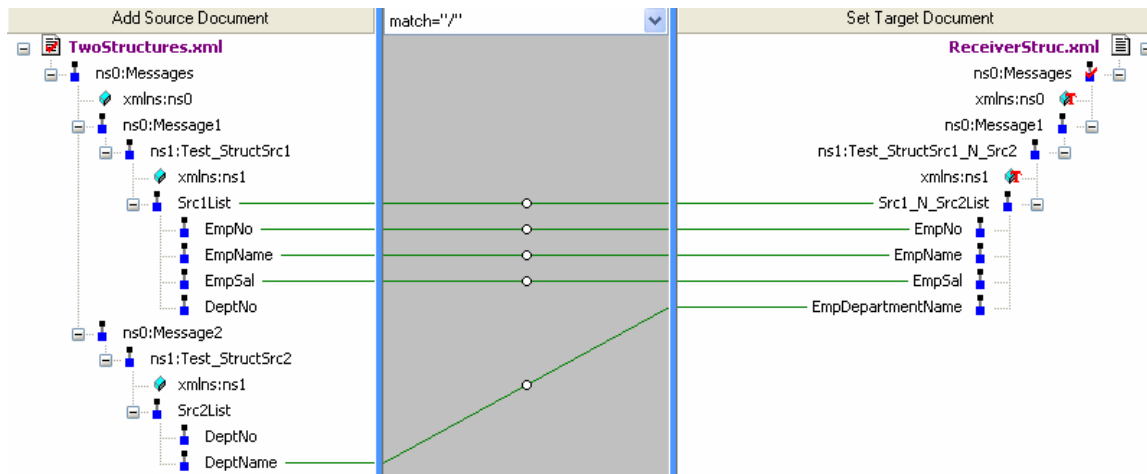 Add Source Document
match="/"
Set Target Document
TwoStructures.xml
ns0:Messages
xmlns:ns0
ns0:Message1
ns1:Test_StructSrc1
xmlns:ns1
Src1List
EmpNo
EmpName
EmpSal
DeptNo
ns0:Message2
ns1:Test_StructSrc2
xmlns:ns1
Src2List
DeptNo
DeptName
ReceiverStruc.xml
ns0:Messages
xmlns:ns0
ns0:Message1
ns1:Test_StructSrc1_N_Src2
xmlns:ns1
Src1_N_Src2List
EmpNo
EmpName
EmpSal
EmpDepartmentName